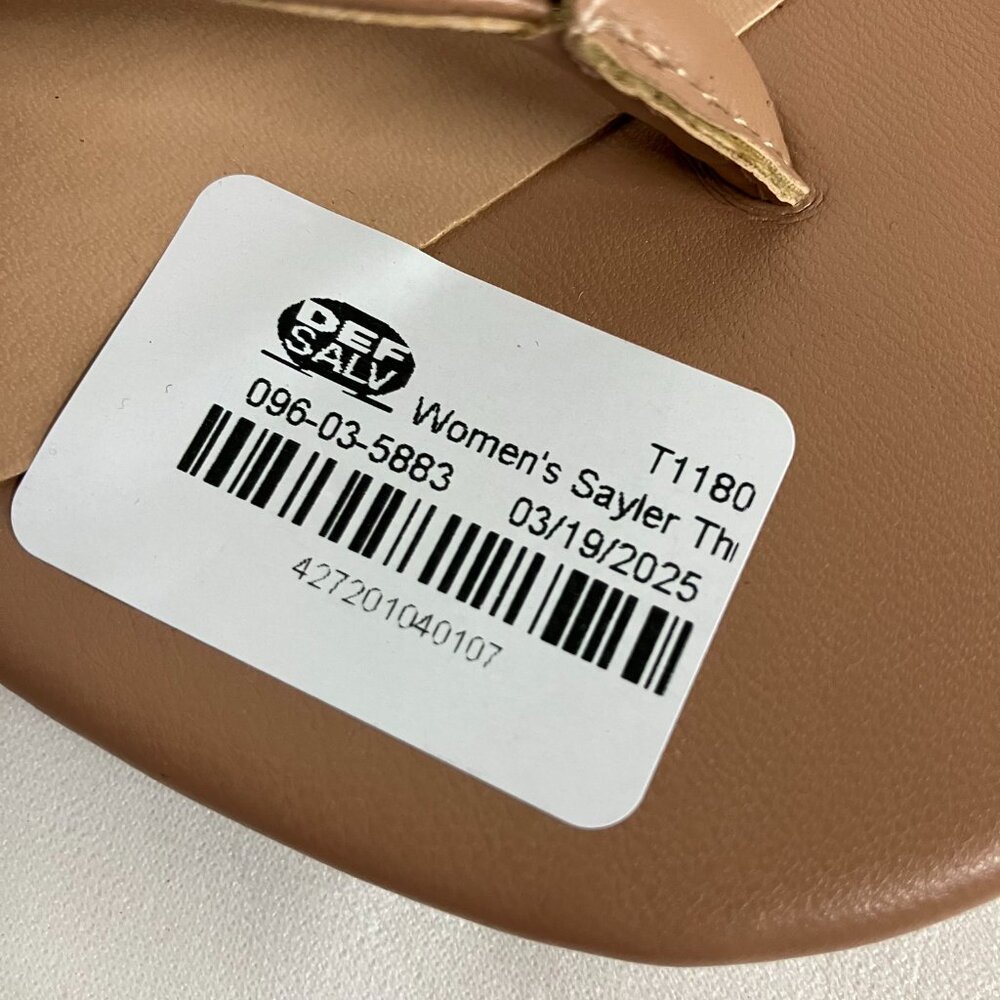 DEF
SALV
T1180
Women's Sayler Th
096-03-5883
03/19/2025
427201040107